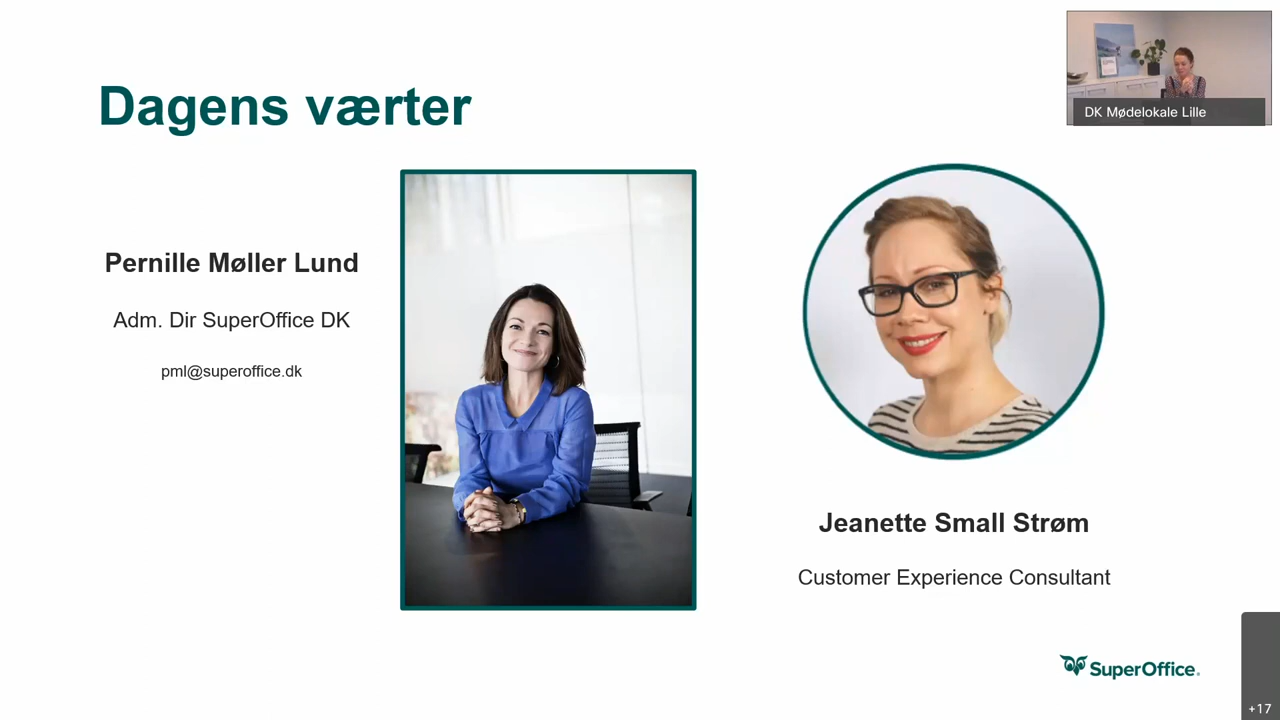 Dagens værter
DK Mødelokale Lille
Pernille Møller Lund
Adm. Dir SuperOffice DK
pml@superoffice.dk
Jeanette Small Strøm
Customer Experience Consultant
SuperOffice.
+17